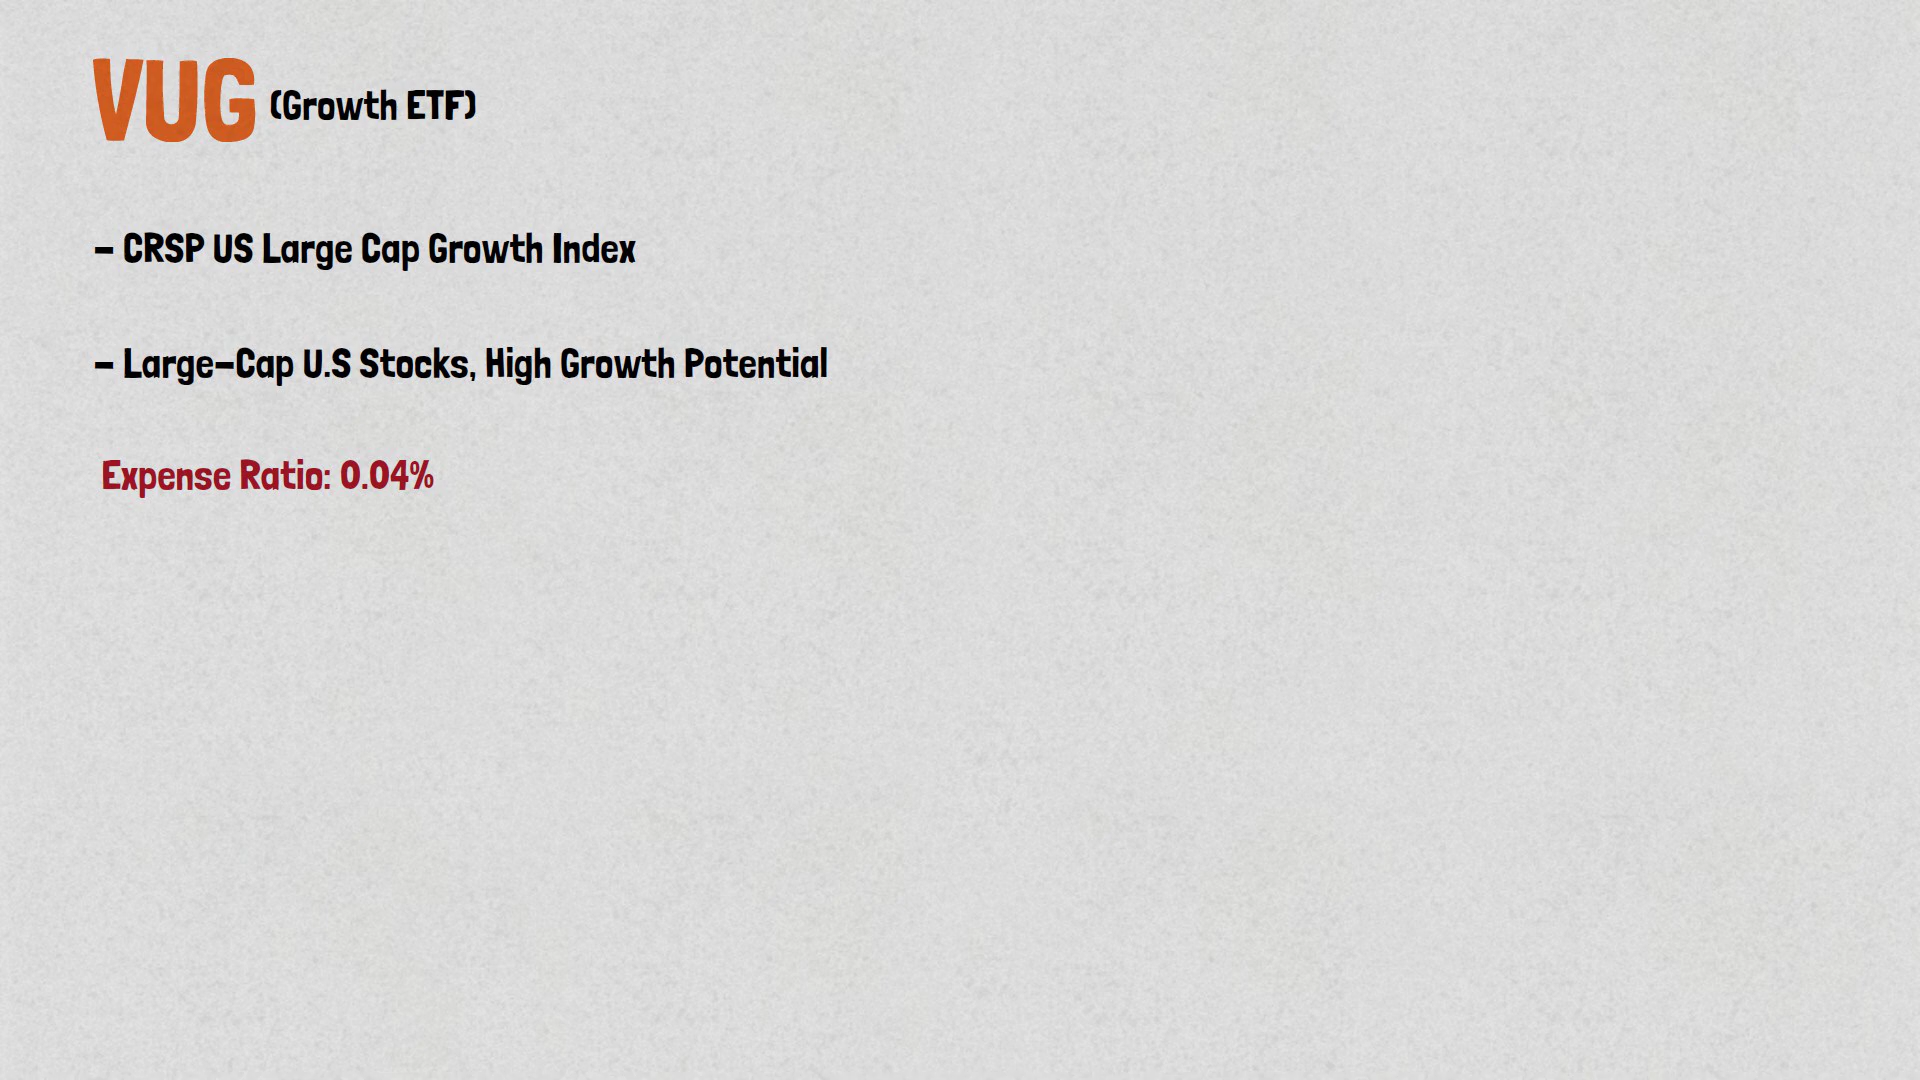 VUG (Growth ETF)
- CRSP US Large Cap Growth Index
- Large-Cap U.S Stocks, High Growth Potential
Expense Ratio: 0.04%